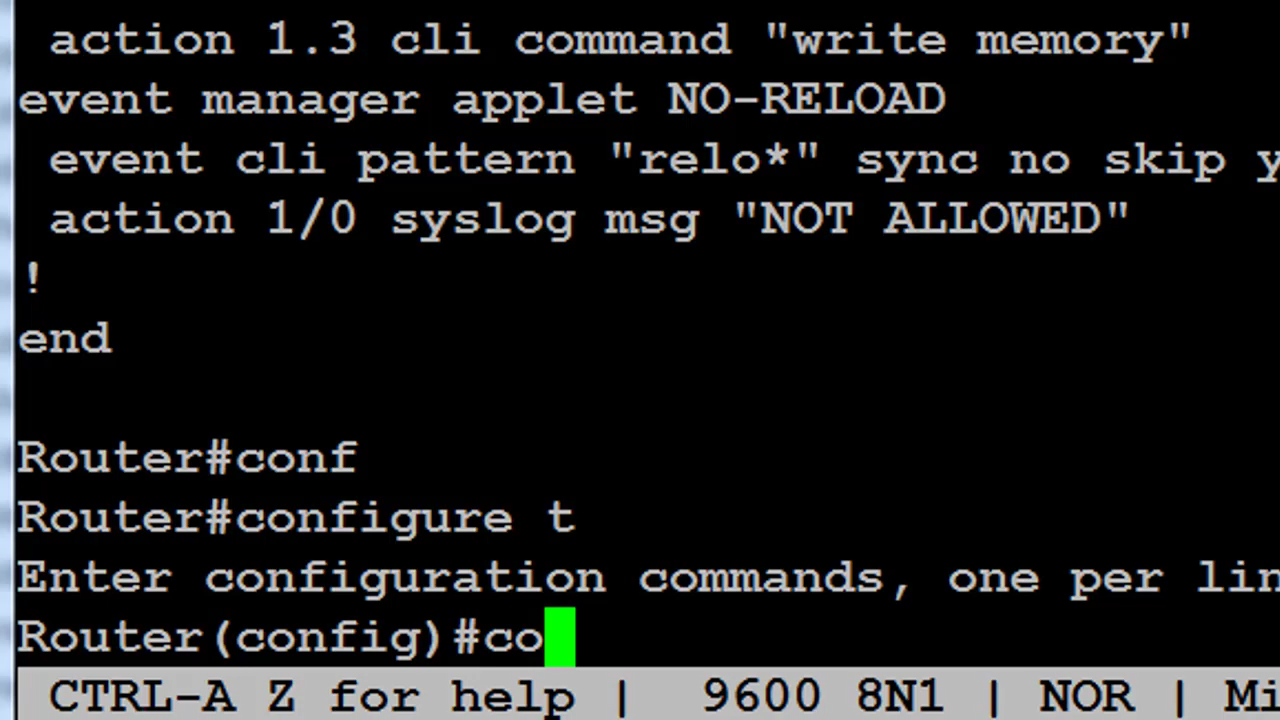 action 1.3 cli command "write memory"
event manager applet NO-RELOAD
event cli pattern "relo*" sync no skip y
action 1/0 syslog msg "NOT ALLOWED"
!
end
Router#conf
Router#configure t
Enter configuration commands, one per lin
Router(config)#co
CTRL-A Z for help | 9600 8N1 | NOR | Mi